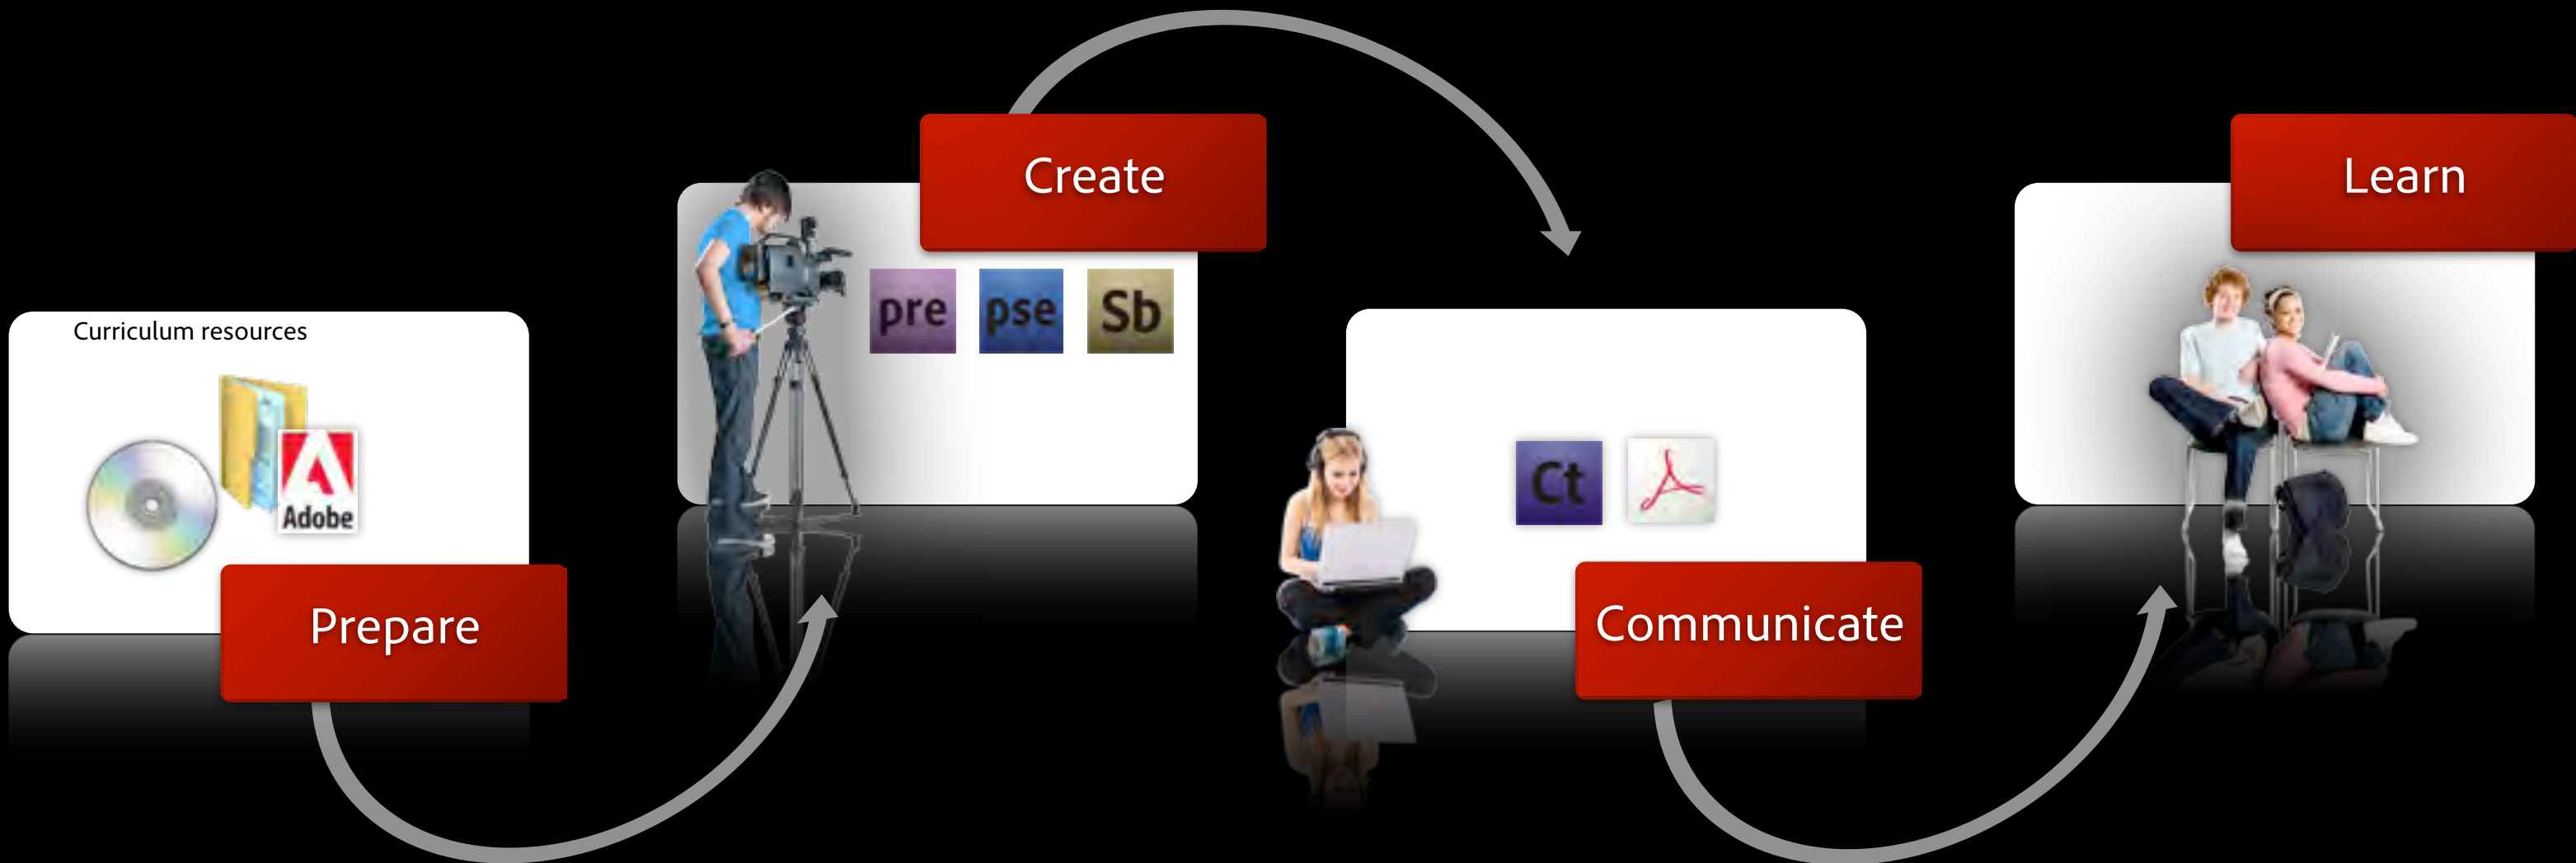 Curriculum resources
Adobe
Prepare
Create
pre
pse
Sb
Ct
Communicate
Learn